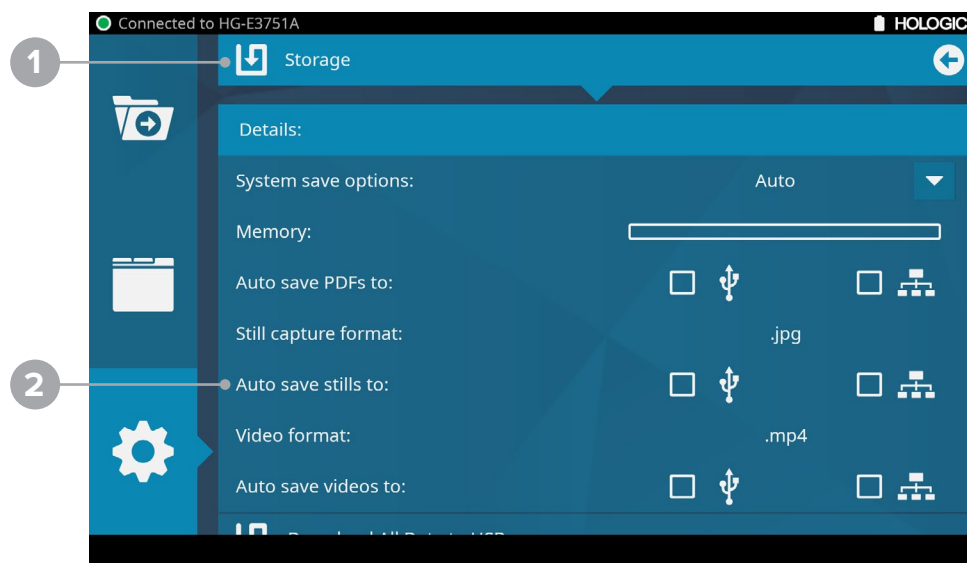 Connected to HG-E3751A HOLOGIC
1 Storage
Details:
System save options: Auto
Memory:
Auto save PDFs to:
Still capture format: .jpg
2 Auto save stills to:
Video format: .mp4
Auto save videos to: